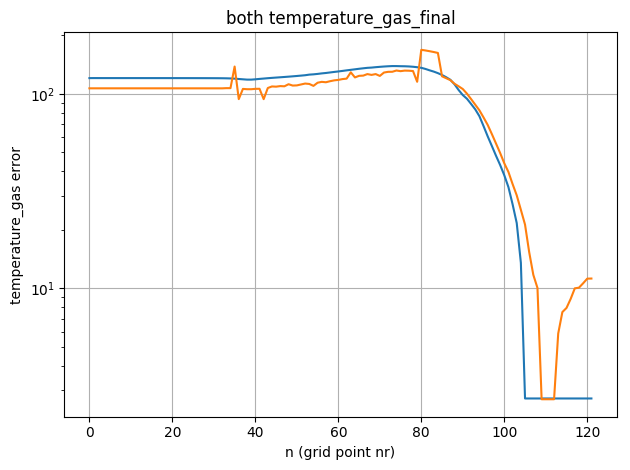 both temperature_gas_final
temperature_gas error
10²
10¹
0 20 40 60 80 100 120
n (grid point nr)